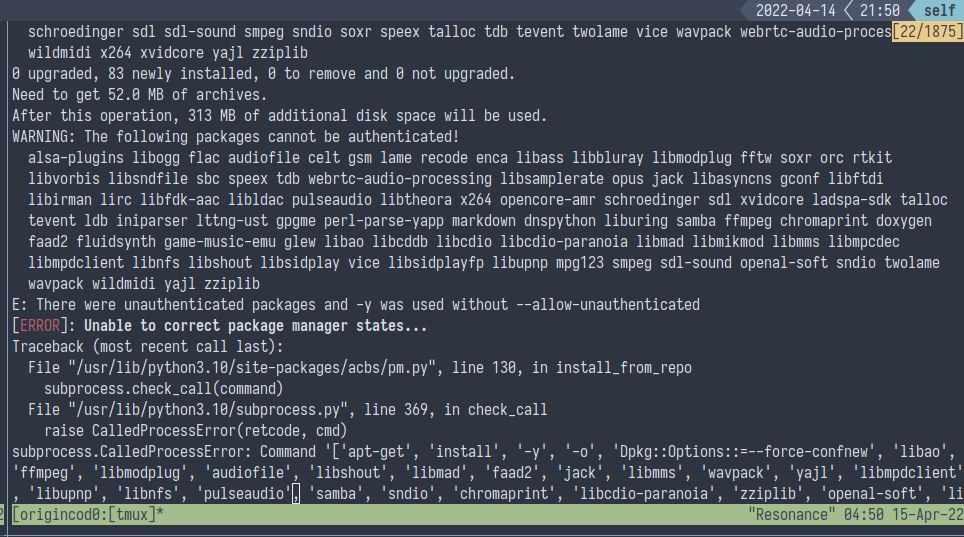 2022-04-14 21:50 self
schroedinger sdl sdl-sound smpeg sndio soxr speex talloc tdb tevent twolame vice wavpack webrtc-audio-proces[22/1875]
wildmidi x264 xvidcore yajl zziplib
0 upgraded, 83 newly installed, 0 to remove and 0 not upgraded.
Need to get 52.0 MB of archives.
After this operation, 313 MB of additional disk space will be used.
WARNING: The following packages cannot be authenticated!
alsa-plugins libogg flac audiofile celt gsm lame recode enca libass libbluray libmodplug fftw soxr orc rtkit
libvorbis libsndfile sbc speex tdb webrtc-audio-processing libsamplerate opus jack libasyncns gconf libftdi
libirman lirc libfdk-aac libldac pulseaudio libtheora x264 opencore-amr schroedinger sdl xvidcore ladspa-sdk talloc
tevent ldb iniparser lttng-ust gpgme perl-parse-yapp markdown dnspython liburing samba ffmpeg chromaprint doxygen
faad2 fluidsynth game-music-emu glew libao libcddb libcdio libcdio-paranoia libmad libmikmod libmms libmpcdec
libmpdclient libnfs libshout libsidplay vice libsidplayfp libupnp mpg123 smpeg sdl-sound openal-soft sndio twolame
wavpack wildmidi yajl zziplib
E: There were unauthenticated packages and -y was used without --allow-unauthenticated
[ERROR]: Unable to correct package manager states...
Traceback (most recent call last):
File "/usr/lib/python3.10/site-packages/acbs/pm.py", line 130, in install_from_repo
subprocess.check_call(command)
File "/usr/lib/python3.10/subprocess.py", line 369, in check_call
raise CalledProcessError(retcode, cmd)
subprocess.CalledProcessError: Command '['apt-get', 'install', '-y', '-o', 'Dpkg::Options::=--force-confnew', 'libao',
'ffmpeg', 'libmodplug', 'audiofile', 'libshout', 'libmad', 'faad2', 'jack', 'libmms', 'wavpack', 'yajl', 'libmpdclient'
, 'libupnp', 'libnfs', 'pulseaudio', 'samba', 'sndio', 'chromaprint', 'libcdio-paranoia', 'zziplib', 'openal-soft', 'li
2 [origincod0:[tmux]* "Resonance" 04:50 15-Apr-22